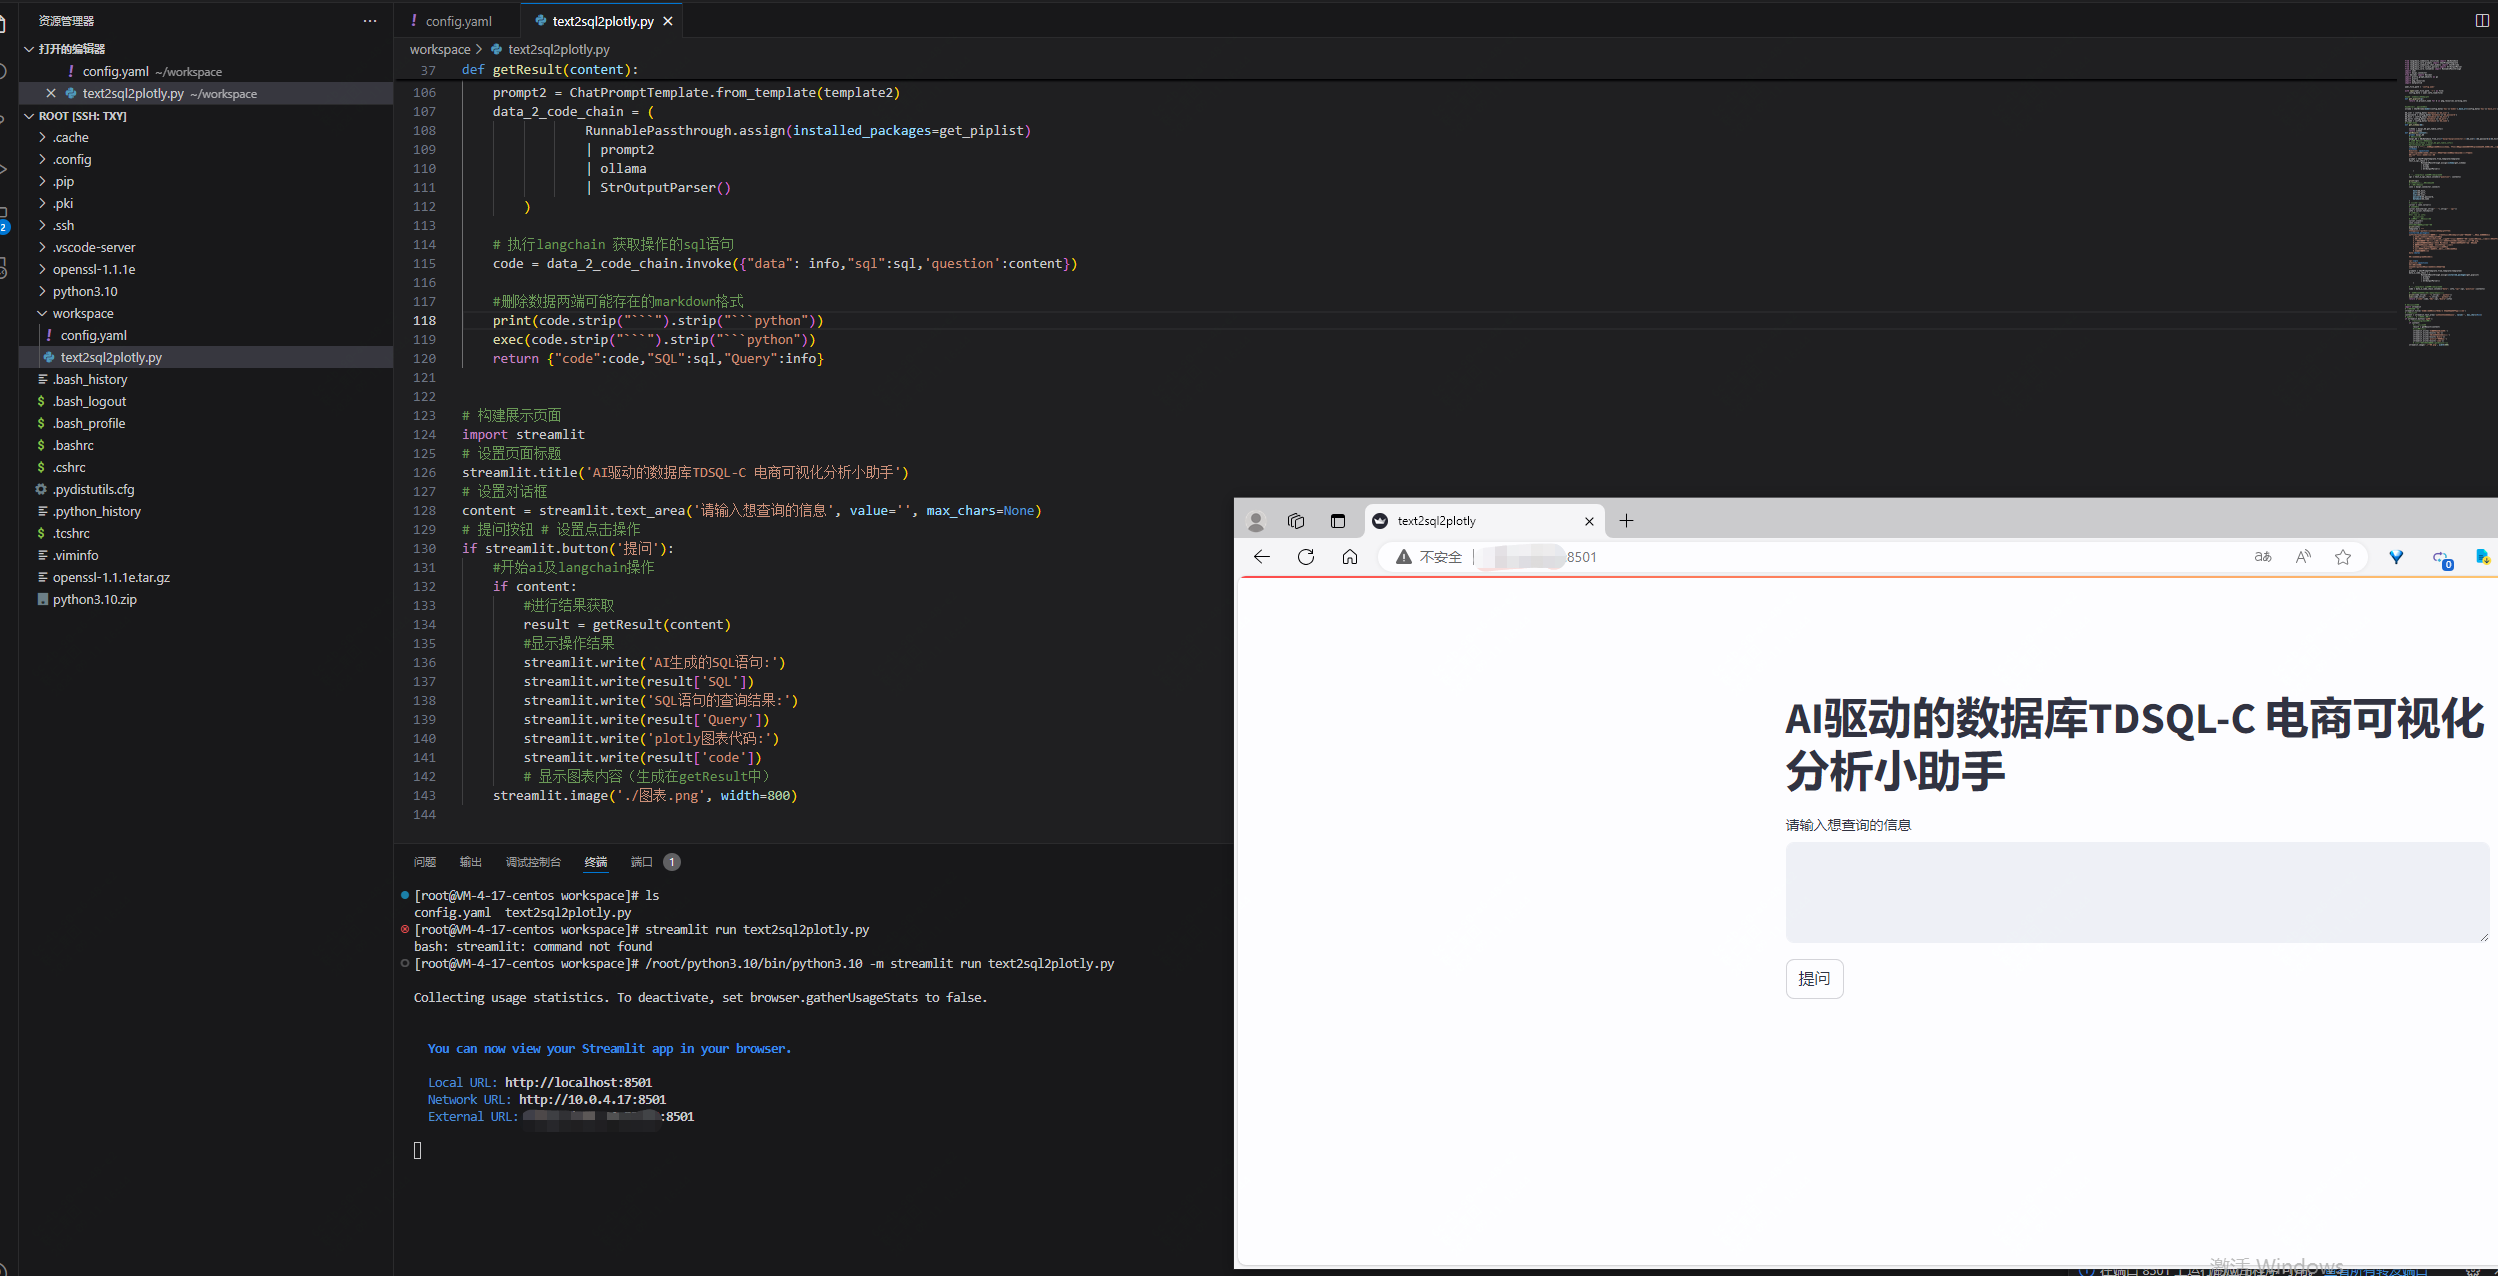 资源管理器
打开的编辑器
config.yaml ~/workspace
text2sql2plotly.py ~/workspace
ROOT [SSH: TXY]
.cache
.config
.pip
.pki
.ssh
.vscode-server
openssl-1.1.1e
python3.10
workspace
config.yaml
text2sql2plotly.py
.bash_history
.bash_logout
.bash_profile
.bashrc
.cshrc
.pydistutils.cfg
.python_history
.tcshrc
.viminfo
openssl-1.1.1e.tar.gz
python3.10.zip
2
config.yaml
text2sql2plotly.py
workspace > text2sql2plotly.py
37 def getResult(content):
106 prompt2 = ChatPromptTemplate.from_template(template2)
107 data_2_code_chain = (
108 RunnablePassthrough.assign(installed_packages=get_piplist)
109 | prompt2
110 | ollama
111 | StrOutputParser()
112 )
113
114 # 执行langchain 获取操作的sql语句
115 code = data_2_code_chain.invoke({"data": info,"sql":sql,'question':content})
116
117 #删除数据两端可能存在的markdown格式
118 print(code.strip("```").strip("```python"))
119 exec(code.strip("```").strip("```python"))
120 return {"code":code,"SQL":sql,"Query":info}
121
122
123 # 构建展示页面
124 import streamlit
125 # 设置页面标题
126 streamlit.title('AI驱动的数据库TDSQL-C 电商可视化分析小助手')
127 # 设置对话框
128 content = streamlit.text_area('请输入想查询的信息', value='', max_chars=None)
129 # 提问按钮 # 设置点击操作
130 if streamlit.button('提问'):
131 #开始ai及langchain操作
132 if content:
133 #进行结果获取
134 result = getResult(content)
135 #显示操作结果
136 streamlit.write('AI生成的SQL语句:')
137 streamlit.write(result['SQL'])
138 streamlit.write('SQL语句的查询结果:')
139 streamlit.write(result['Query'])
140 streamlit.write('plotly图表代码:')
141 streamlit.write(result['code'])
142 # 显示图表内容（生成在getResult中）
143 streamlit.image('./图表.png', width=800)
144
问题 输出 调试控制台 终端 端口 1
[root@VM-4-17-centos workspace]# ls
config.yaml text2sql2plotly.py
[root@VM-4-17-centos workspace]# streamlit run text2sql2plotly.py
bash: streamlit: command not found
[root@VM-4-17-centos workspace]# /root/python3.10/bin/python3.10 -m streamlit run text2sql2plotly.py
Collecting usage statistics. To deactivate, set browser.gatherUsageStats to false.
You can now view your Streamlit app in your browser.
Local URL: http://localhost:8501
Network URL: http://10.0.4.17:8501
External URL: :8501
text2sql2plotly
不安全 8501
0
AI驱动的数据库TDSQL-C 电商可视化
分析小助手
请输入想查询的信息
提问
激活 Windows